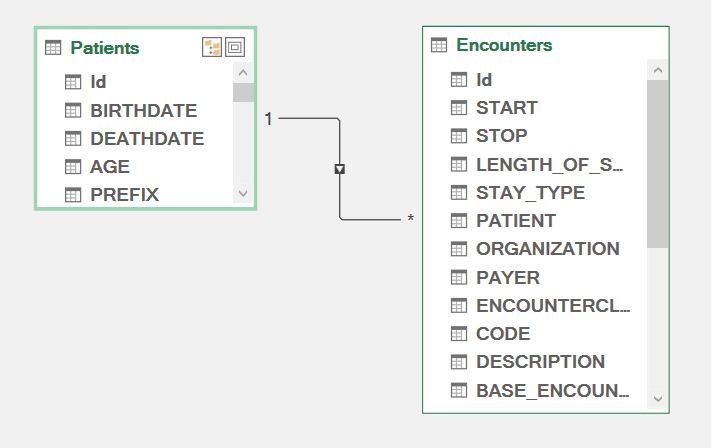 Patients
Id
BIRTHDATE
DEATHDATE
AGE
PREFIX
1
*
Encounters
Id
START
STOP
LENGTH_OF_S...
STAY_TYPE
PATIENT
ORGANIZATION
PAYER
ENCOUNTERCL...
CODE
DESCRIPTION
BASE_ENCOUN...